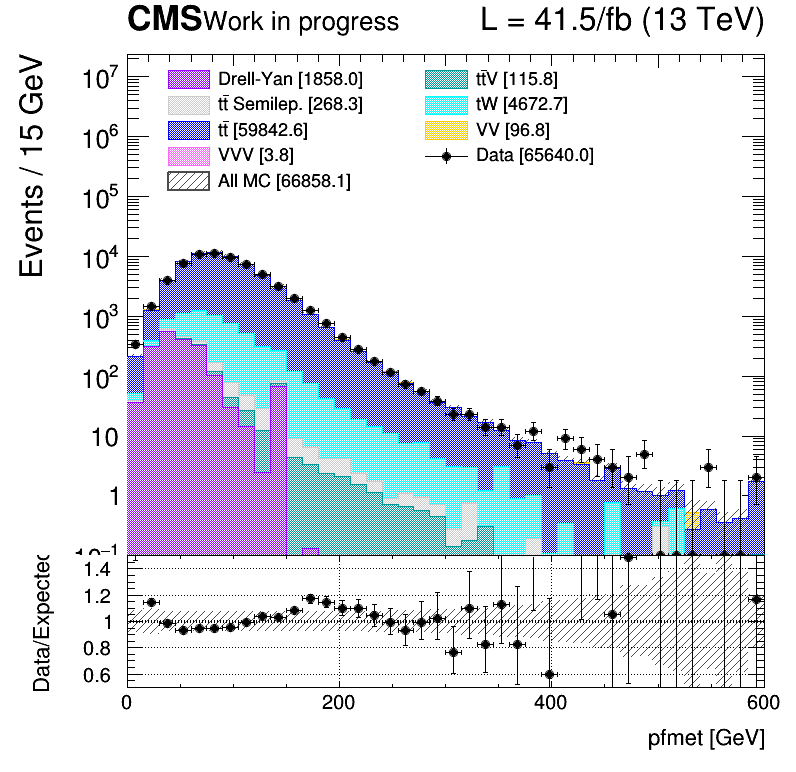 CMS Work in progress L = 41.5/fb (13 TeV)
Events / 15 GeV
10⁷
10⁶
10⁵
10⁴
10³
10²
10
1
10⁻¹
Drell-Yan [1858.0]
tt̄ Semilep. [268.3]
tt̄ [59842.6]
VVV [3.8]
All MC [66858.1]
tt̄V [115.8]
tW [4672.7]
VV [96.8]
Data [65640.0]
Data/Expected
1.4
1.2
1
0.8
0.6
0 200 400 600
pfmet [GeV]